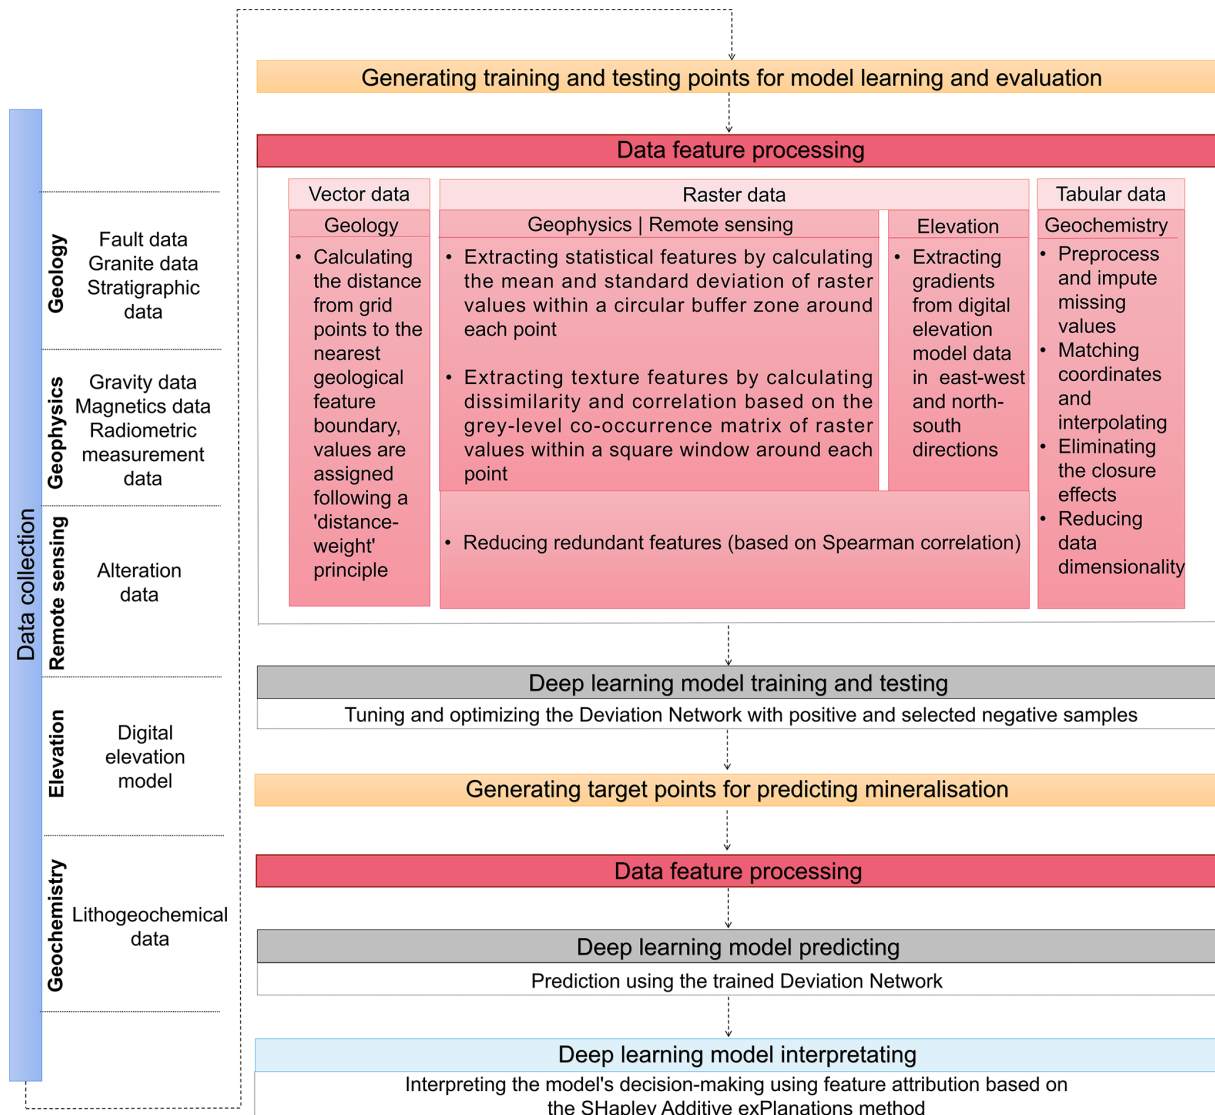 Data collection
Geology
Fault data
Granite data
Stratigraphic
data
Geophysics
Gravity data
Magnetics data
Radiometric
measurement
data
Remote sensing
Alteration
data
Elevation
Digital
elevation
model
Geochemistry
Lithogeochemical
data
Generating training and testing points for model learning and evaluation
Data feature processing
Vector data
Geology
• Calculating
the distance
from grid
points to the
nearest
geological
feature
boundary,
values are
assigned
following a
'distance-
weight'
principle
Raster data
Geophysics | Remote sensing
• Extracting statistical features by calculating
the mean and standard deviation of raster
values within a circular buffer zone around
each point
• Extracting texture features by calculating
dissimilarity and correlation based on the
grey-level co-occurrence matrix of raster
values within a square window around each
point
Elevation
• Extracting
gradients
from digital
elevation
model data
in east-west
and north-
south
directions
• Reducing redundant features (based on Spearman correlation)
Tabular data
Geochemistry
• Preprocess
and impute
missing
values
• Matching
coordinates
and
interpolating
• Eliminating
the closure
effects
• Reducing
data
dimensionality
Deep learning model training and testing
Tuning and optimizing the Deviation Network with positive and selected negative samples
Generating target points for predicting mineralisation
Data feature processing
Deep learning model predicting
Prediction using the trained Deviation Network
Deep learning model interpretating
Interpreting the model's decision-making using feature attribution based on
the SHapley Additive exPlanations method